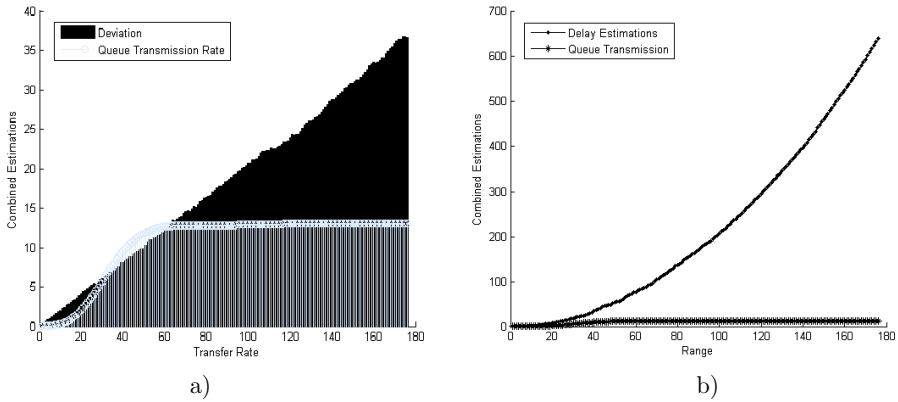 40
35
30
25
20
15
10
5
0
Combined Estimations
Deviation
Queue Transmission Rate
0 20 40 60 80 100 120 140 160 180
Transfer Rate
a)
700
600
500
400
300
200
100
0
Combined Estimations
Delay Estimations
Queue Transmission
0 20 40 60 80 100 120 140 160 180
Range
b)